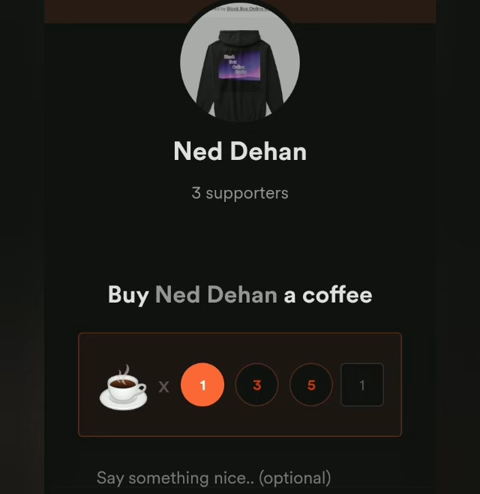 Ned Dehan
3 supporters
Buy Ned Dehan a coffee
x 1 3 5 1
Say something nice.. (optional)